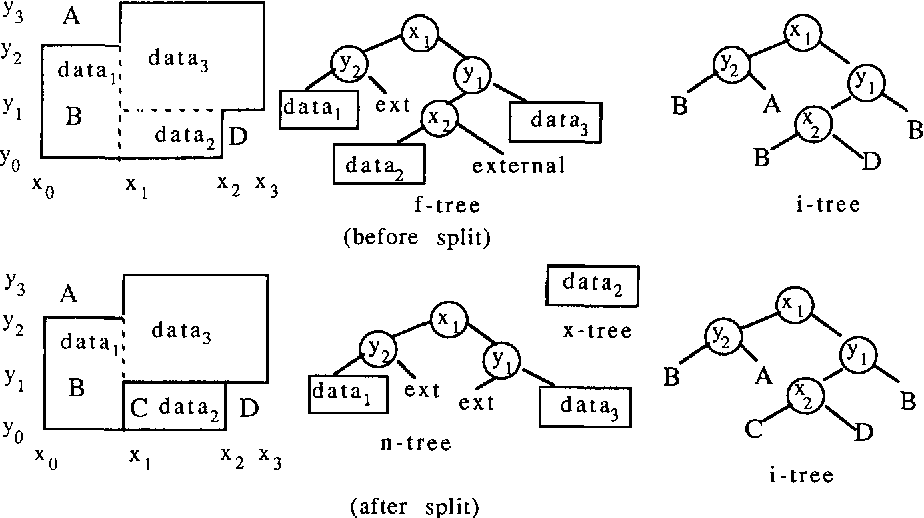 y3 A
y2
data1 data3
y1 B
data2 D
y0
x0 x1 x2 x3
x1
y2 y1
data1 ext x2 data3
data2 external
f-tree
(before split)
x1
y2 y1
B A x2 B
B D
i-tree
y3 A
y2
data1 data3
y1 B
C data2 D
y0
x0 x1 x2 x3
x1
y2 y1
data1 ext ext data3
n-tree
data2
x-tree
(after split)
x1
y2 y1
B A x2 B
C D
i-tree